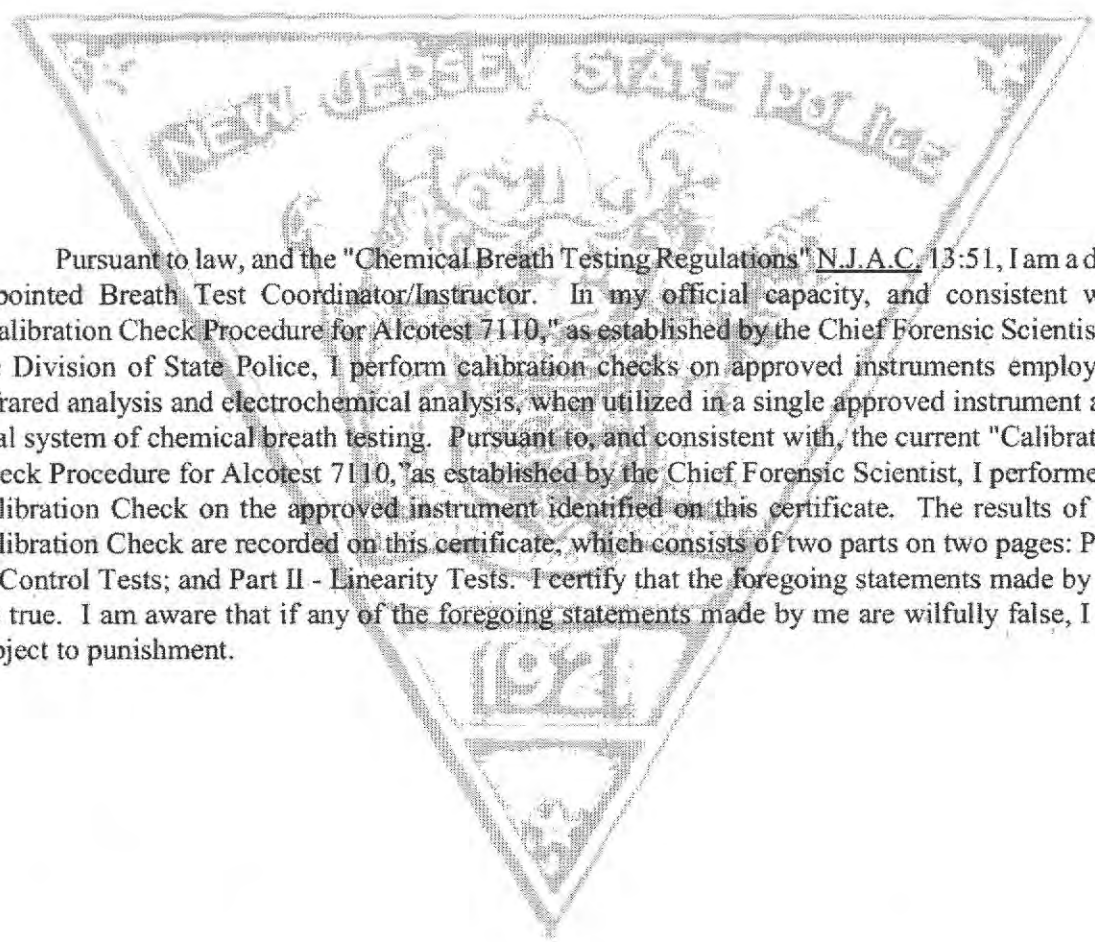 NEW JERSEY STATE POLICE
Pursuant to law, and the "Chemical Breath Testing Regulations" N.J.A.C. 13:51, I am a d
pointed Breath Test Coordinator/Instructor. In my official capacity, and consistent w
alibration Check Procedure for Alcotest 7110," as established by the Chief Forensic Scientis
e Division of State Police, I perform calibration checks on approved instruments employ
rared analysis and electrochemical analysis, when utilized in a single approved instrument a
al system of chemical breath testing. Pursuant to, and consistent with, the current "Calibrat
eck Procedure for Alcotest 7110," as established by the Chief Forensic Scientist, I performe
libration Check on the approved instrument identified on this certificate. The results of
libration Check are recorded on this certificate, which consists of two parts on two pages: P
Control Tests; and Part II - Linearity Tests. I certify that the foregoing statements made by
true. I am aware that if any of the foregoing statements made by me are wilfully false, I
ject to punishment.
1921